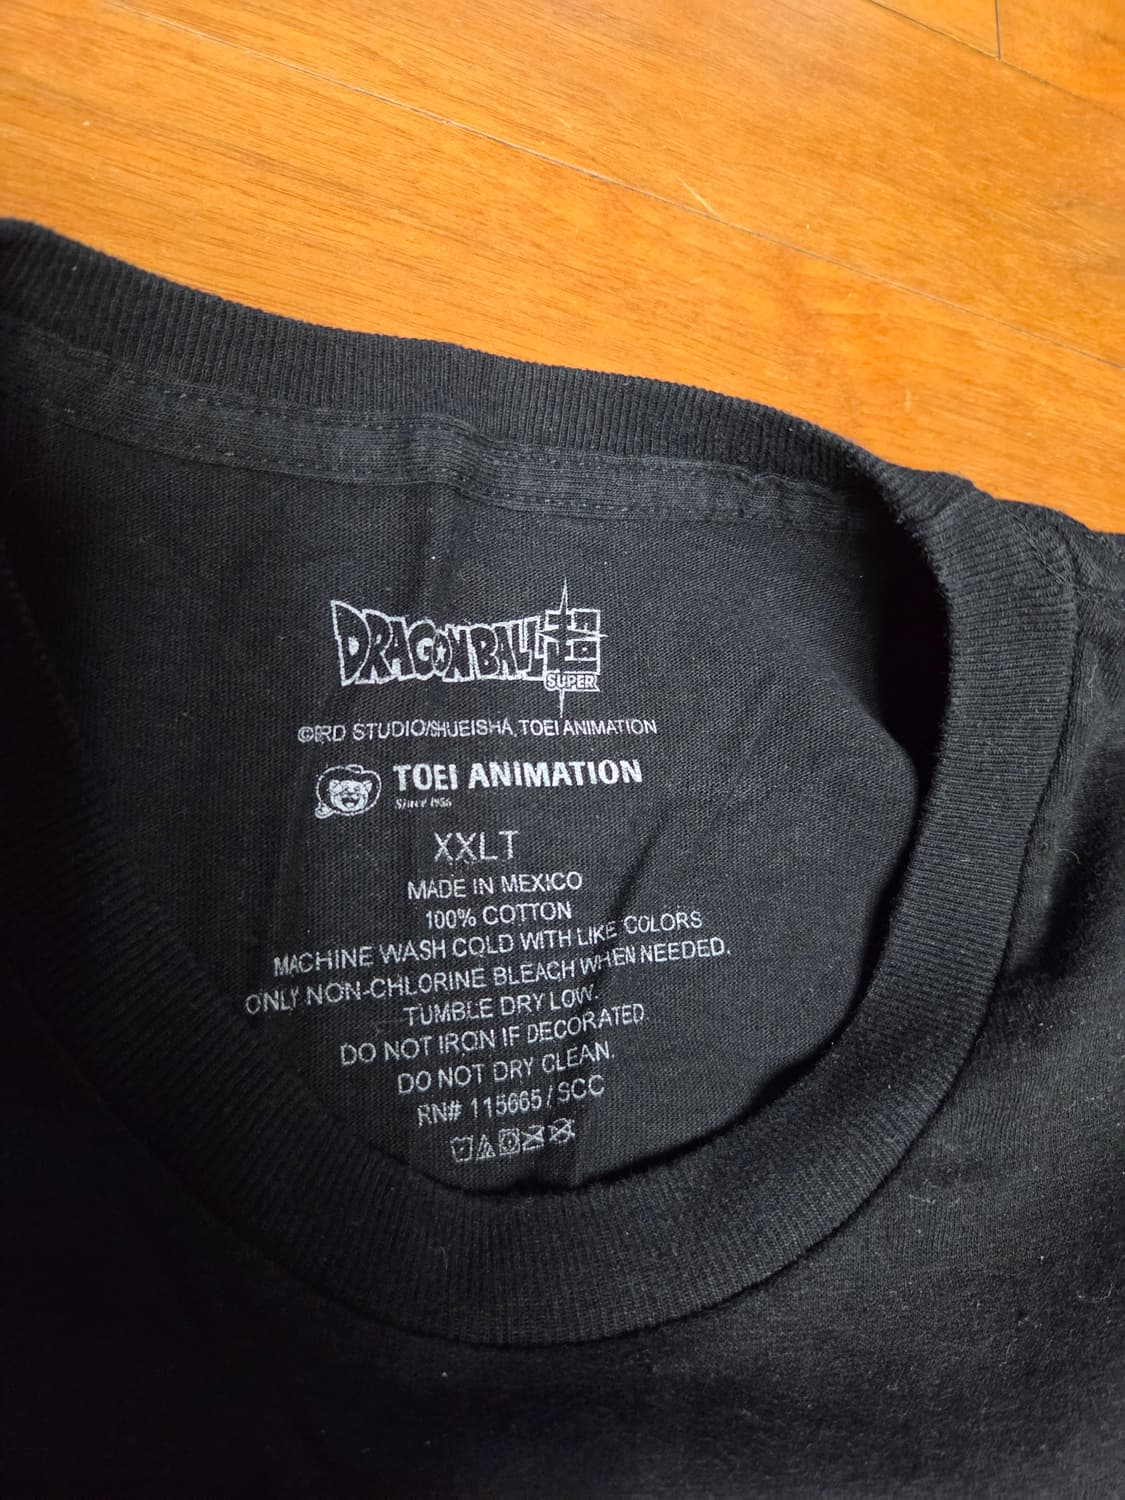 DRAGON BALL 超
SUPER
©BIRD STUDIO/SHUEISHA, TOEI ANIMATION
TOEI ANIMATION
Since 1956
XXLT
MADE IN MEXICO
100% COTTON
MACHINE WASH COLD WITH LIKE COLORS
ONLY NON-CHLORINE BLEACH WHEN NEEDED.
TUMBLE DRY LOW.
DO NOT IRON IF DECORATED.
DO NOT DRY CLEAN.
RN# 115665 / SCC